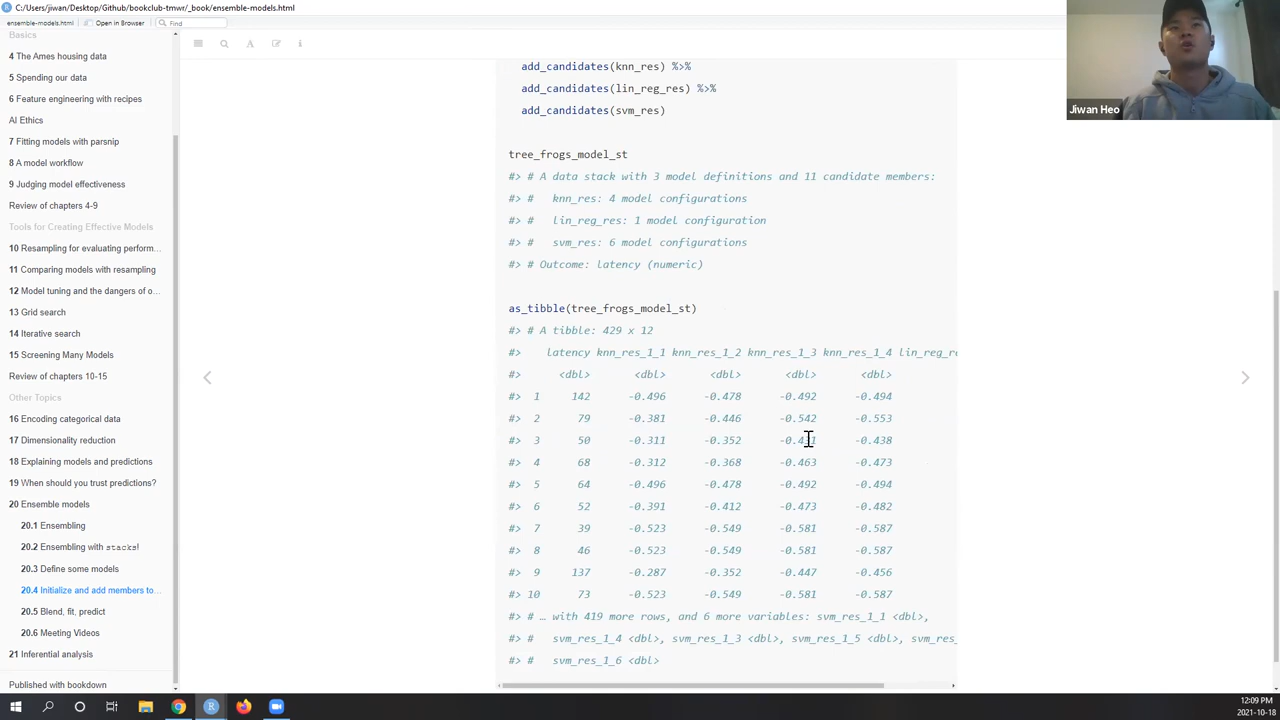 C:/Users/jiwan/Desktop/Github/bookclub-tmwr/_book/ensemble-models.html
ensemble-models.html
Open in Browser
Find
Basics
4 The Ames housing data
5 Spending our data
6 Feature engineering with recipes
AI Ethics
7 Fitting models with parsnip
8 A model workflow
9 Judging model effectiveness
Review of chapters 4-9
Tools for Creating Effective Models
10 Resampling for evaluating perform...
11 Comparing models with resampling
12 Model tuning and the dangers of o...
13 Grid search
14 Iterative search
15 Screening Many Models
Review of chapters 10-15
Other Topics
16 Encoding categorical data
17 Dimensionality reduction
18 Explaining models and predictions
19 When should you trust predictions?
20 Ensemble models
20.1 Ensembling
20.2 Ensembling with stacks!
20.3 Define some models
20.4 Initialize and add members to...
20.5 Blend, fit, predict
20.6 Meeting Videos
21 Inferential analysis
Published with bookdown
add_candidates(knn_res) %>%
add_candidates(lin_reg_res) %>%
add_candidates(svm_res)
tree_frogs_model_st
#> # A data stack with 3 model definitions and 11 candidate members:
#> #   knn_res: 4 model configurations
#> #   lin_reg_res: 1 model configuration
#> #   svm_res: 6 model configurations
#> # Outcome: latency (numeric)
as_tibble(tree_frogs_model_st)
#> # A tibble: 429 x 12
#>    latency knn_res_1_1 knn_res_1_2 knn_res_1_3 knn_res_1_4 lin_reg_re
#>      <dbl>       <dbl>       <dbl>       <dbl>       <dbl>
#>  1     142      -0.496      -0.478      -0.492      -0.494
#>  2      79      -0.381      -0.446      -0.542      -0.553
#>  3      50      -0.311      -0.352      -0.431      -0.438
#>  4      68      -0.312      -0.368      -0.463      -0.473
#>  5      64      -0.496      -0.478      -0.492      -0.494
#>  6      52      -0.391      -0.412      -0.473      -0.482
#>  7      39      -0.523      -0.549      -0.581      -0.587
#>  8      46      -0.523      -0.549      -0.581      -0.587
#>  9     137      -0.287      -0.352      -0.447      -0.456
#> 10      73      -0.523      -0.549      -0.581      -0.587
#> # … with 419 more rows, and 6 more variables: svm_res_1_1 <dbl>,
#> #   svm_res_1_4 <dbl>, svm_res_1_3 <dbl>, svm_res_1_5 <dbl>, svm_res_
#> #   svm_res_1_6 <dbl>
Jiwan Heo
12:09 PM
2021-10-18